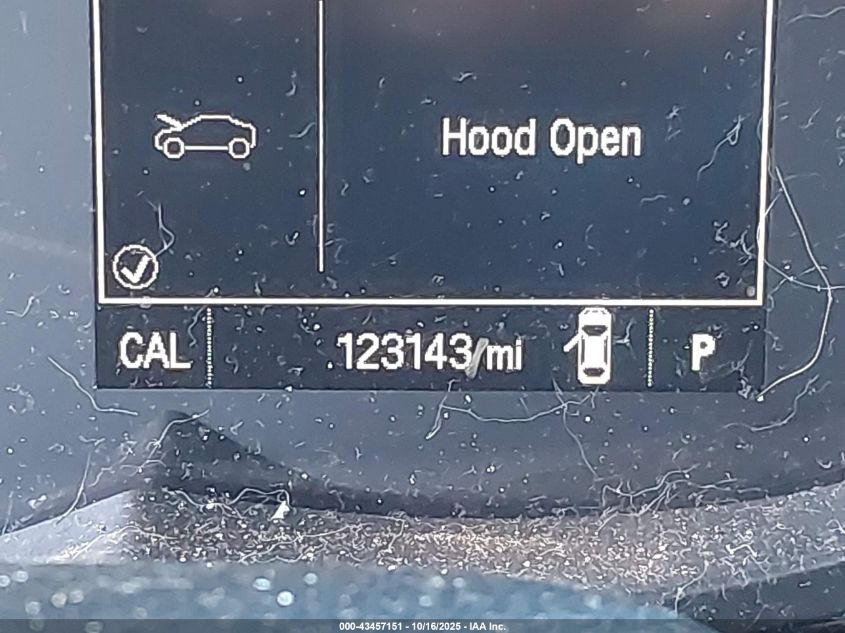 Hood Open
CAL 123143 mi P
000-43457151 - 10/16/2025 - IAA Inc.